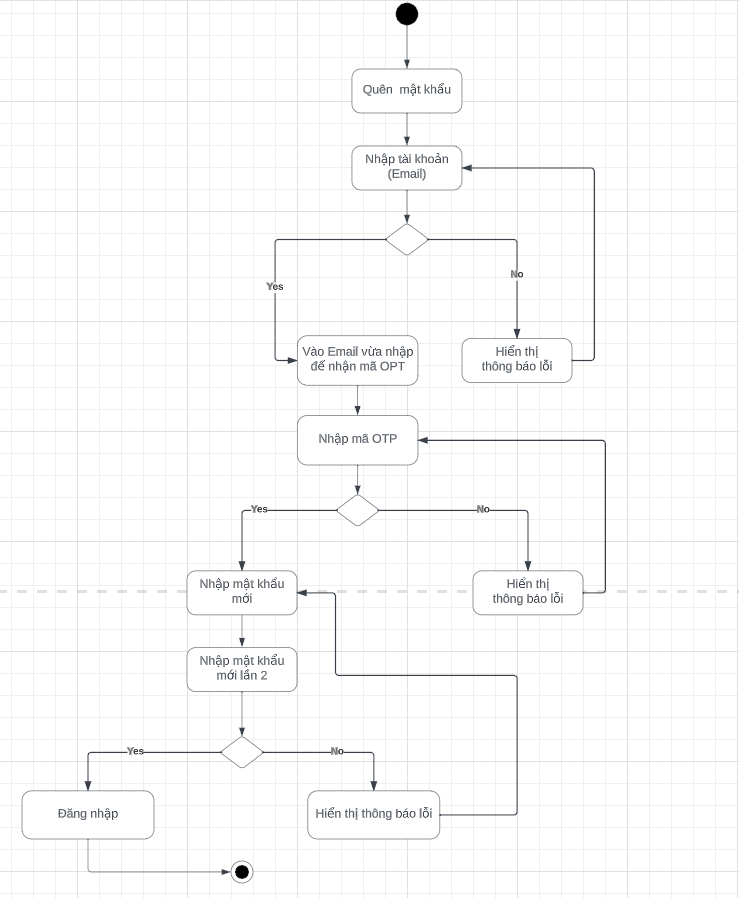 Quên mật khẩu
Nhập tài khoản
(Email)
No
Yes
Vào Email vừa nhập
để nhận mã OPT
Hiển thị
thông báo lỗi
Nhập mã OTP
Yes
No
Nhập mật khẩu
mới
Hiển thị
thông báo lỗi
Nhập mật khẩu
mới lần 2
Yes
No
Đăng nhập
Hiển thị thông báo lỗi